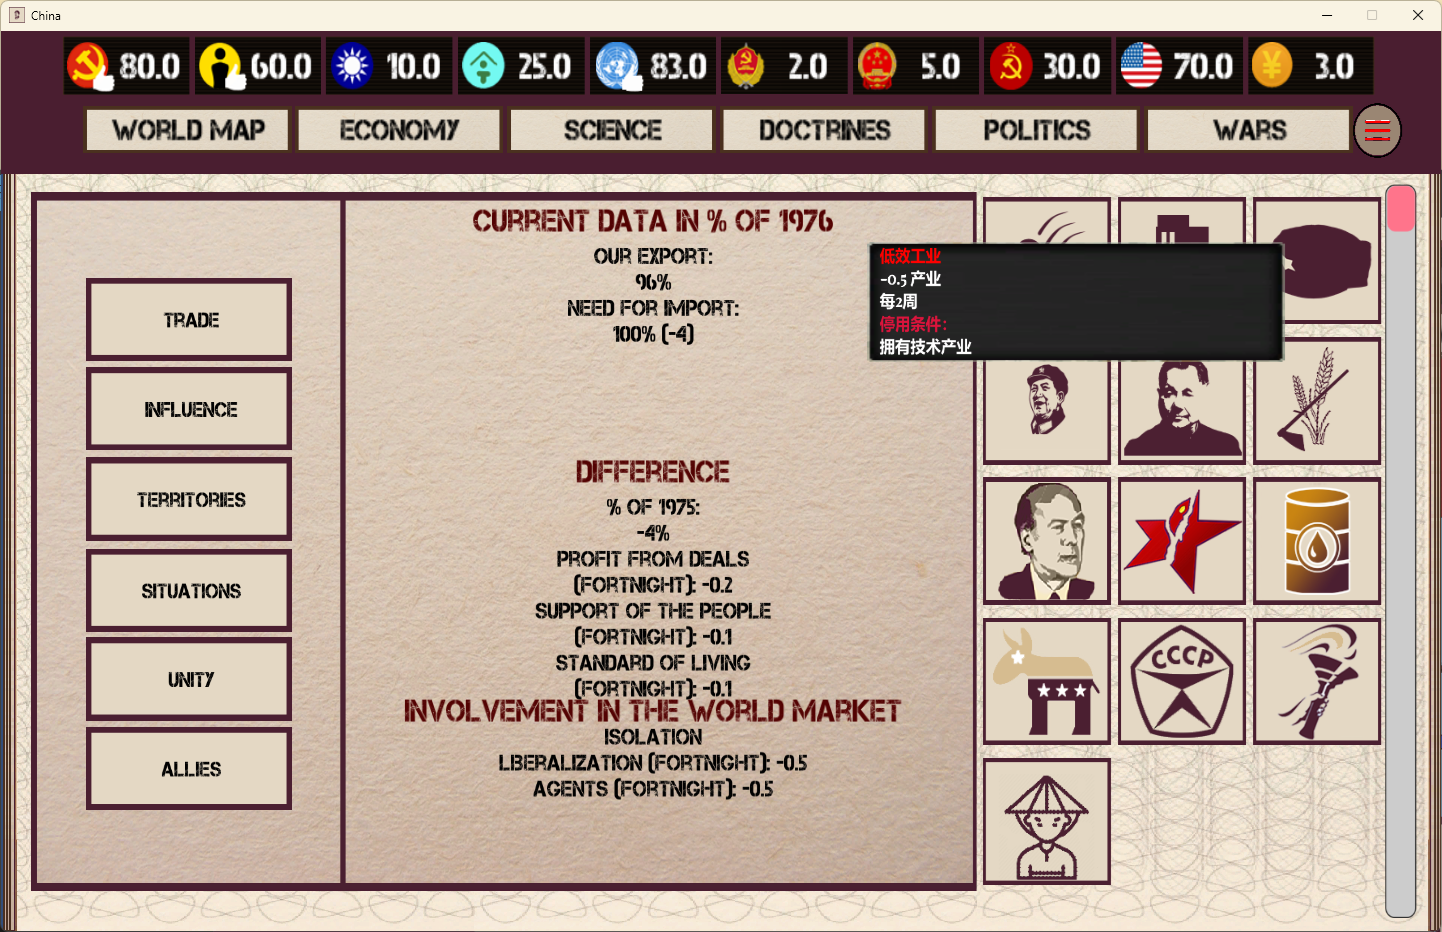 China
80.0 60.0 10.0 25.0 83.0 2.0 5.0 30.0 70.0 3.0
WORLD MAP ECONOMY SCIENCE DOCTRINES POLITICS WARS
TRADE
INFLUENCE
TERRITORIES
SITUATIONS
UNITY
ALLIES
CURRENT DATA IN % OF 1976
OUR EXPORT:
96%
NEED FOR IMPORT:
100% (-4)
DIFFERENCE
% OF 1975:
-4%
PROFIT FROM DEALS
(FORTNIGHT): -0.2
SUPPORT OF THE PEOPLE
(FORTNIGHT): -0.1
STANDARD OF LIVING
(FORTNIGHT): -0.1
INVOLVEMENT IN THE WORLD MARKET
ISOLATION
LBERALIZATION (FORTNIGHT): -0.5
AGENTS (FORTNIGHT): -0.5
低效工业
-0.5 产业
每2周
停用条件:
拥有技术产业
СССР